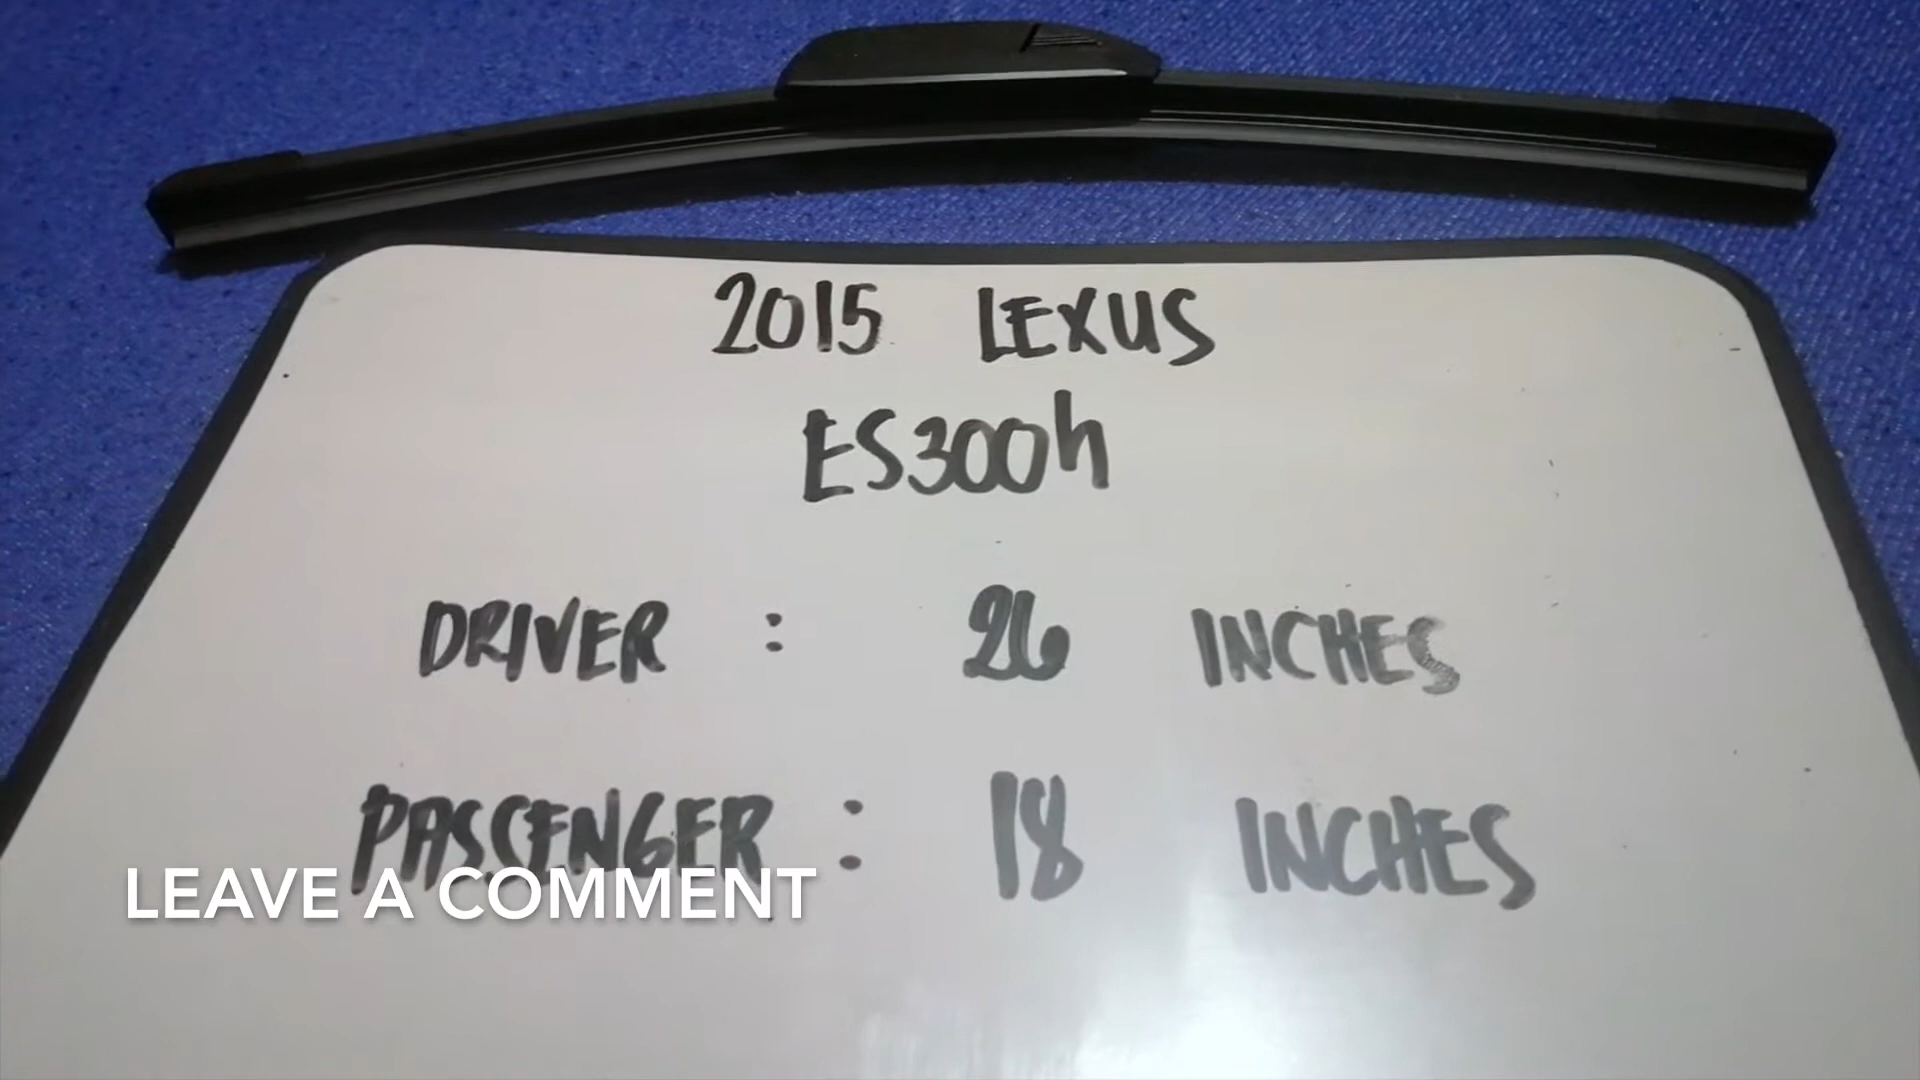 2015 LEXUS
ES300h
DRIVER : 26 INCHES
PASSENGER : 18 INCHES
LEAVE A COMMENT